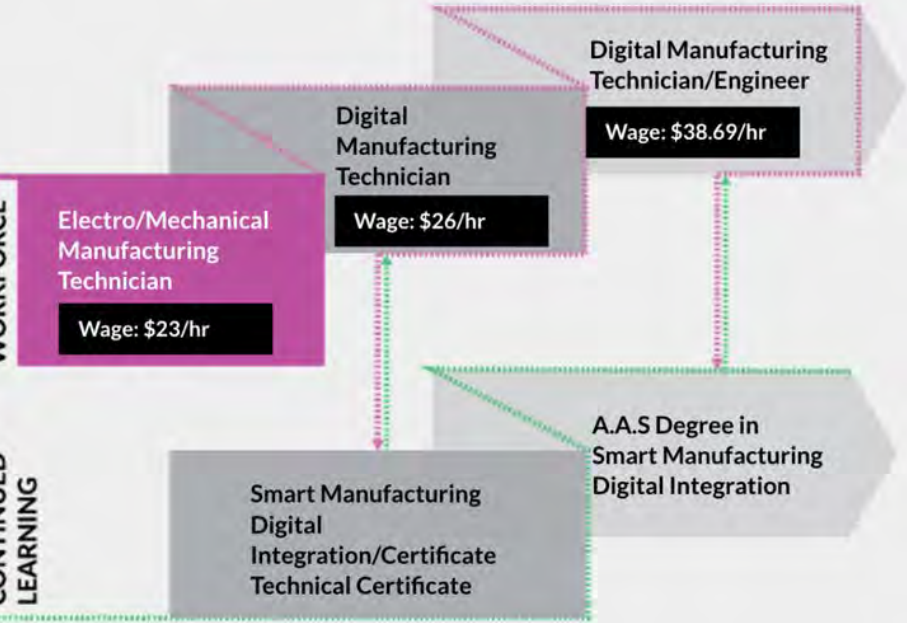 Digital Manufacturing
Technician/Engineer
Wage: $38.69/hr
Digital
Manufacturing
Technician
Wage: $26/hr
Electro/Mechanical
Manufacturing
Technician
Wage: $23/hr
A.A.S Degree in
Smart Manufacturing
Digital Integration
Smart Manufacturing
Digital
Integration/Certificate
Technical Certificate
LEARNING